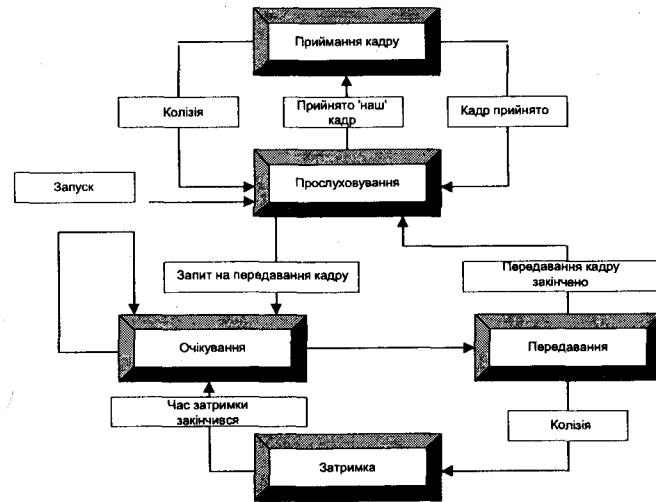 Приймання кадру
Колізія
Прийнято 'наш'
кадр
Кадр прийнято
Запуск
Прослуховування
Запит на передавання кадру
Передавання кадру
закінчено
Очікування
Передавання
Час затримки
закінчився
Колізія
Затримка